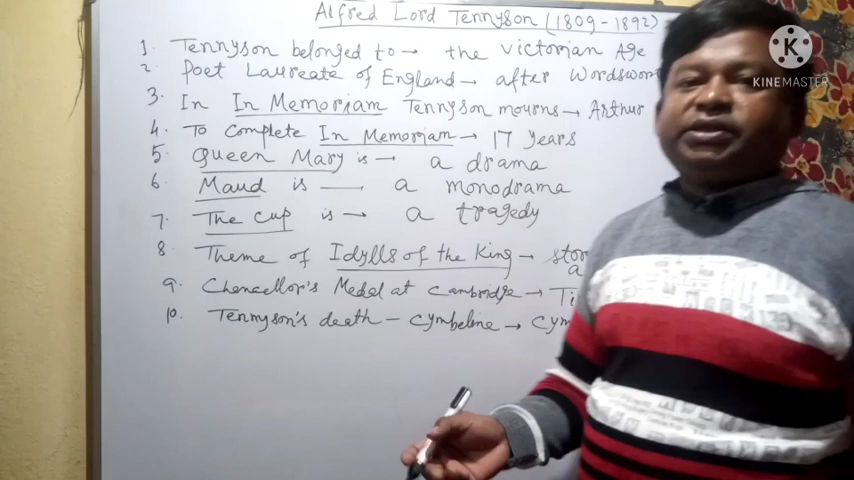 Alfred Lord Tennyson (1809-1892)
1. Tennyson belonged to → the Victorian Age
2. Poet Laureate of England → after Wordswor
3. In In Memoriam Tennyson mourns → Arthur
4. To Complete In Memoriam → 17 years
5. Queen Mary is → a drama
6. Maud is — a monodrama
7. The Cup is → a tragedy
8. Theme of Idylls of the King → stor
a
9. Chancellor's Medel at Cambridge → Ti
10. Tennyson's death - Cymbeline → Cym
KINEMASTER